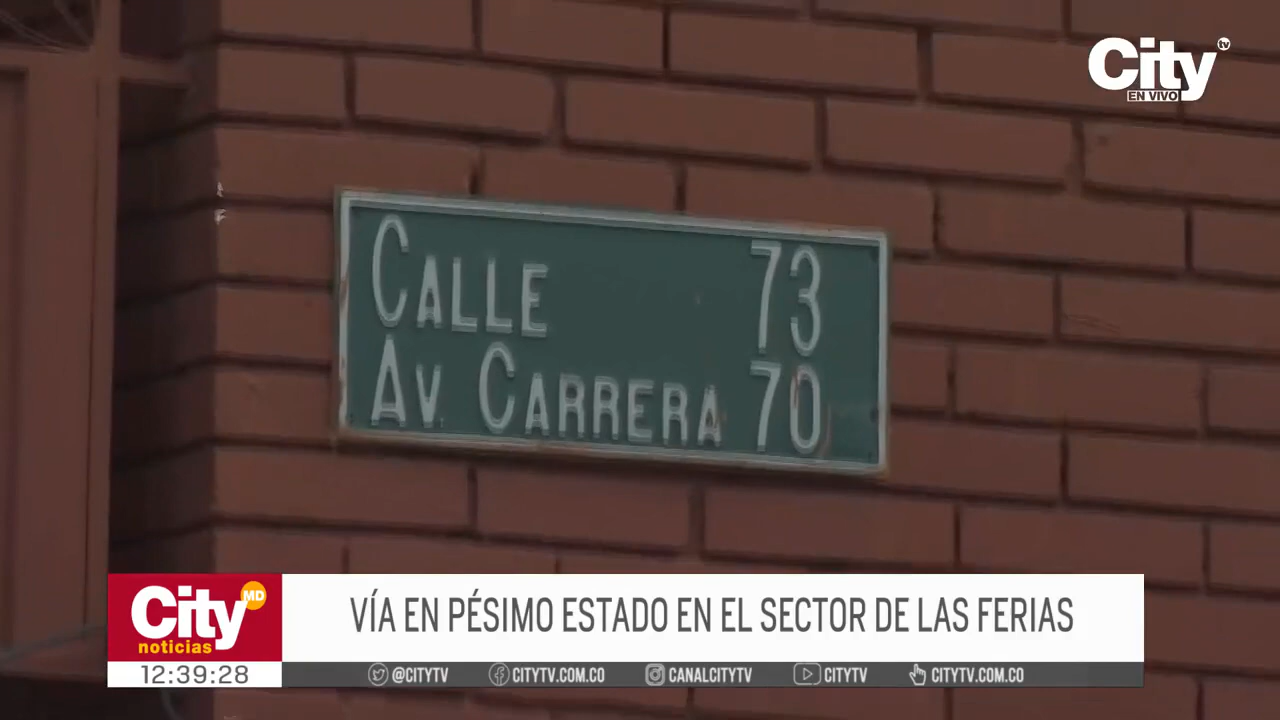 City tv
EN VIVO
CALLE 73
AV. CARRERA 70
City MD
noticias
VÍA EN PÉSIMO ESTADO EN EL SECTOR DE LAS FERIAS
12:39:28
@CITYTV
CITYTV.COM.CO
CANALCITYTV
CITYTV
CITYTV.COM.CO